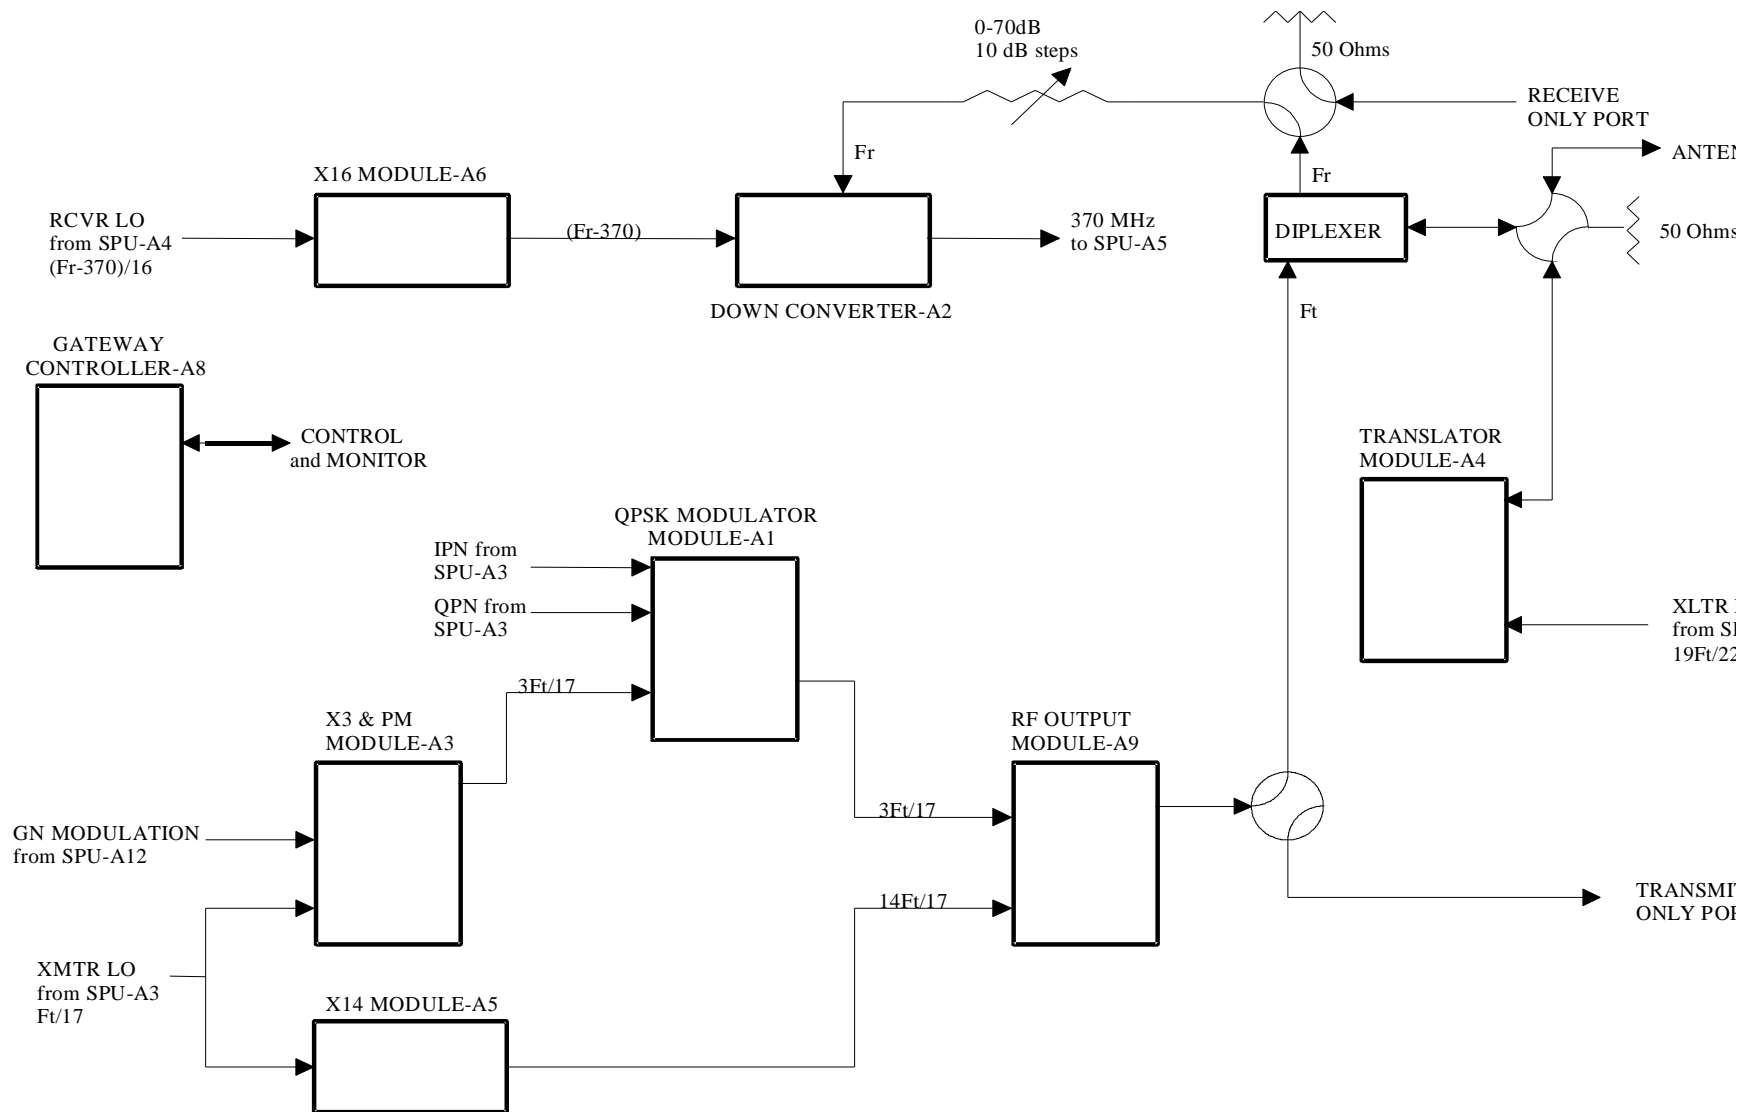 0-70dB
10 dB steps
50 Ohms
RECEIVE
ONLY PORT
Fr
Fr
X16 MODULE-A6
RCVR LO
from SPU-A4
(Fr-370)/16
(Fr-370)
370 MHz
to SPU-A5
DIPLEXER
50 Ohms
DOWN CONVERTER-A2
Ft
GATEWAY
CONTROLLER-A8
CONTROL
and MONITOR
TRANSLATOR
MODULE-A4
QPSK MODULATOR
MODULE-A1
IPN from
SPU-A3
QPN from
SPU-A3
XLTR
from
19Ft/22
3Ft/17
X3 & PM
MODULE-A3
RF OUTPUT
MODULE-A9
3Ft/17
GN MODULATION
from SPU-A12
14Ft/17
ONLY
XMTR LO
from SPU-A3
Ft/17
X14 MODULE-A5